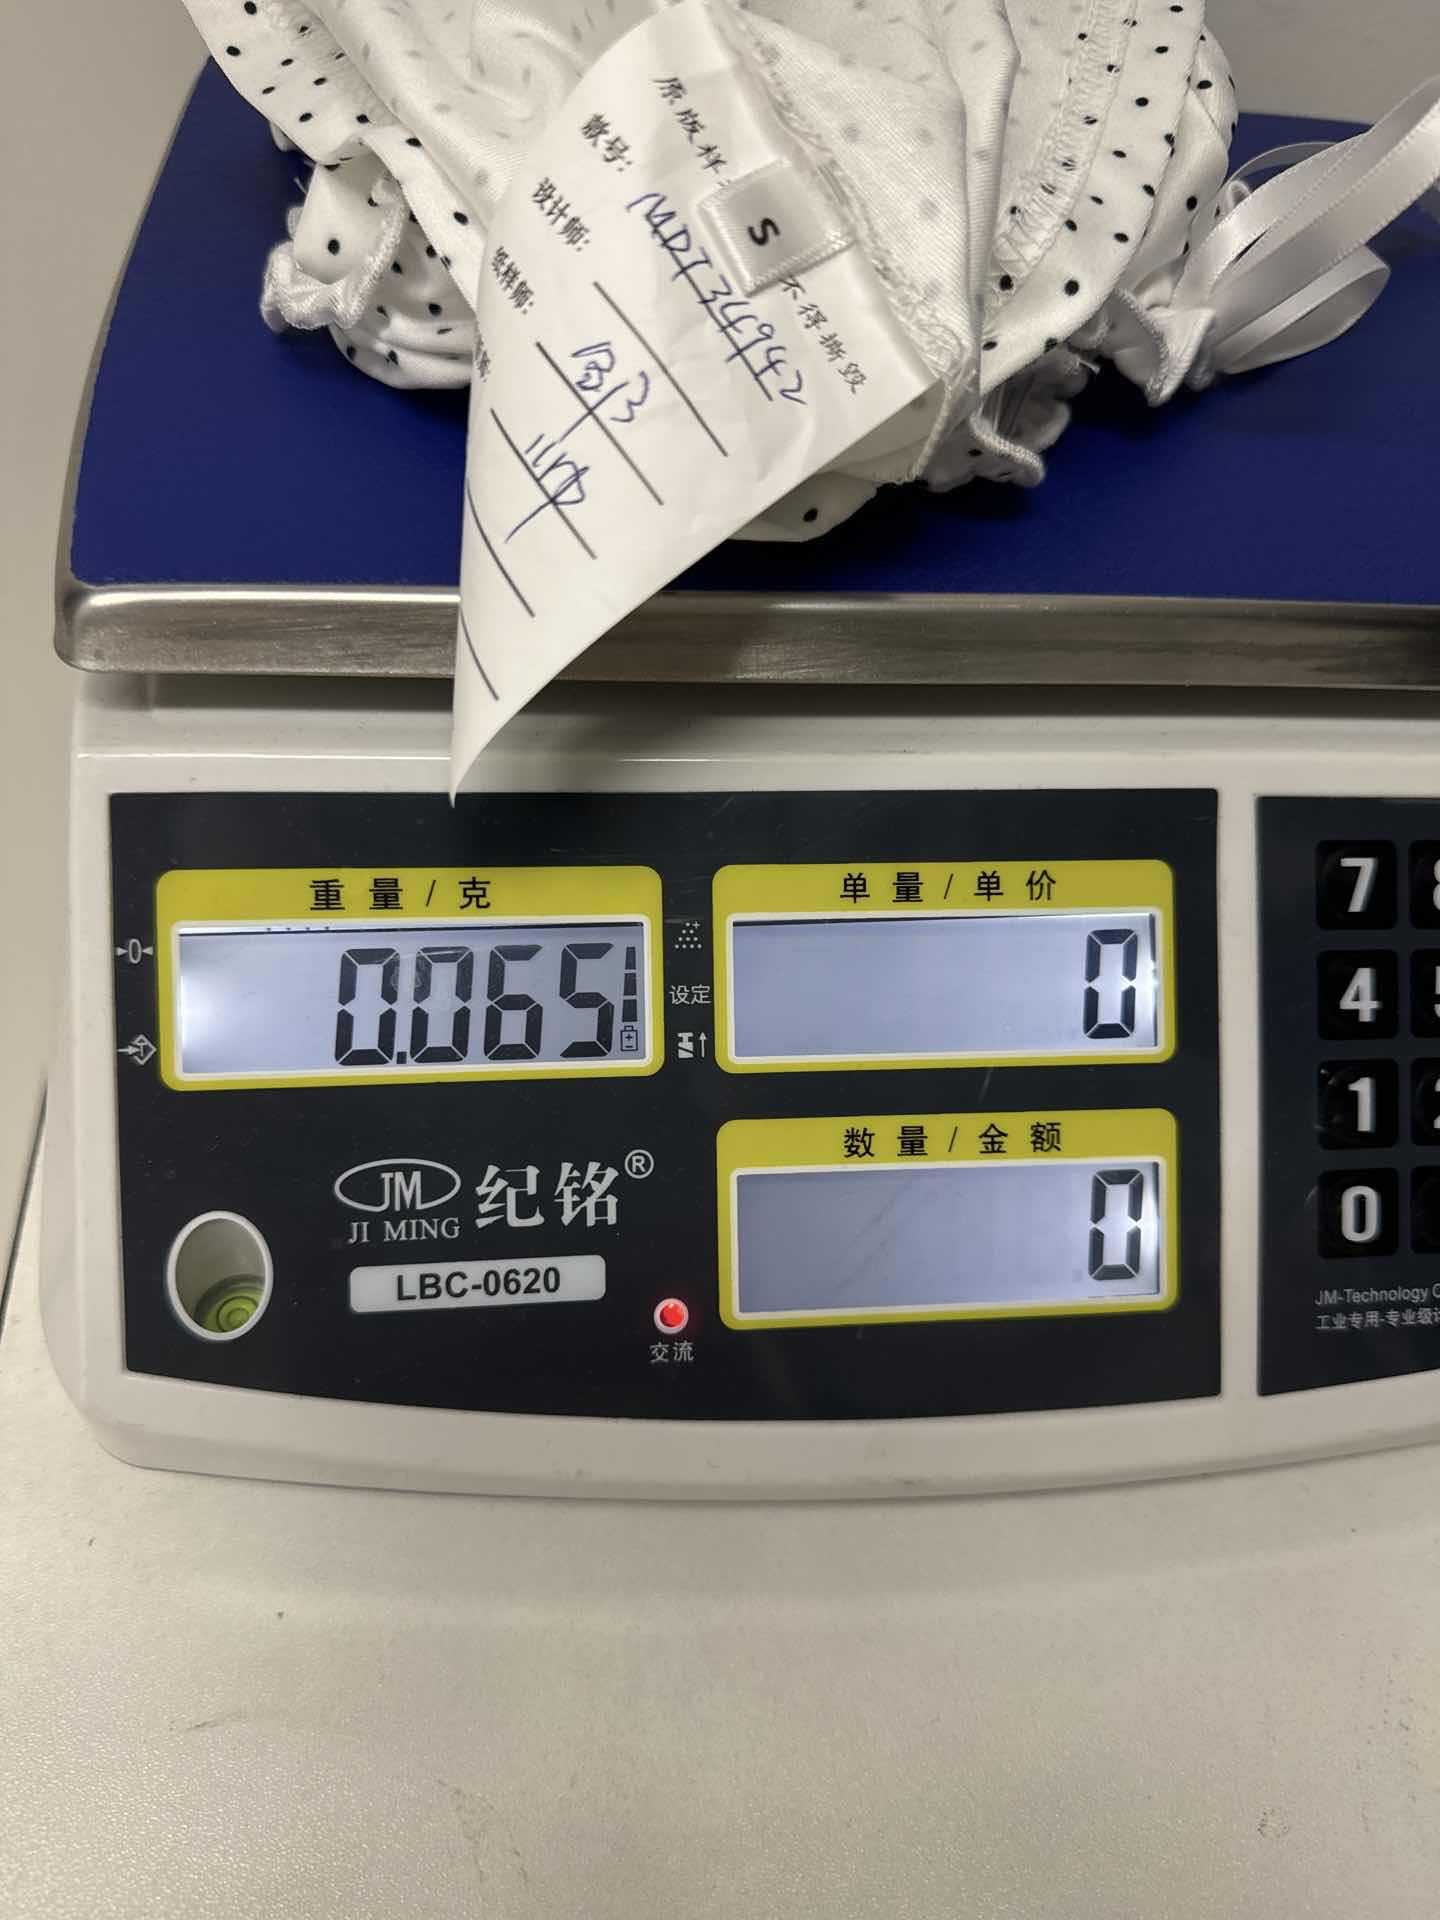 原版样
不得撕毁
S
款号: MDI34942
设计师:
纸样师: B13
重量/克
0.065
单量/单价
0
设定
数量/金额
0
JM
JI MING 纪铭®
LBC-0620
交流
7
4
1
0
JM-Technology
工业专用-专业级